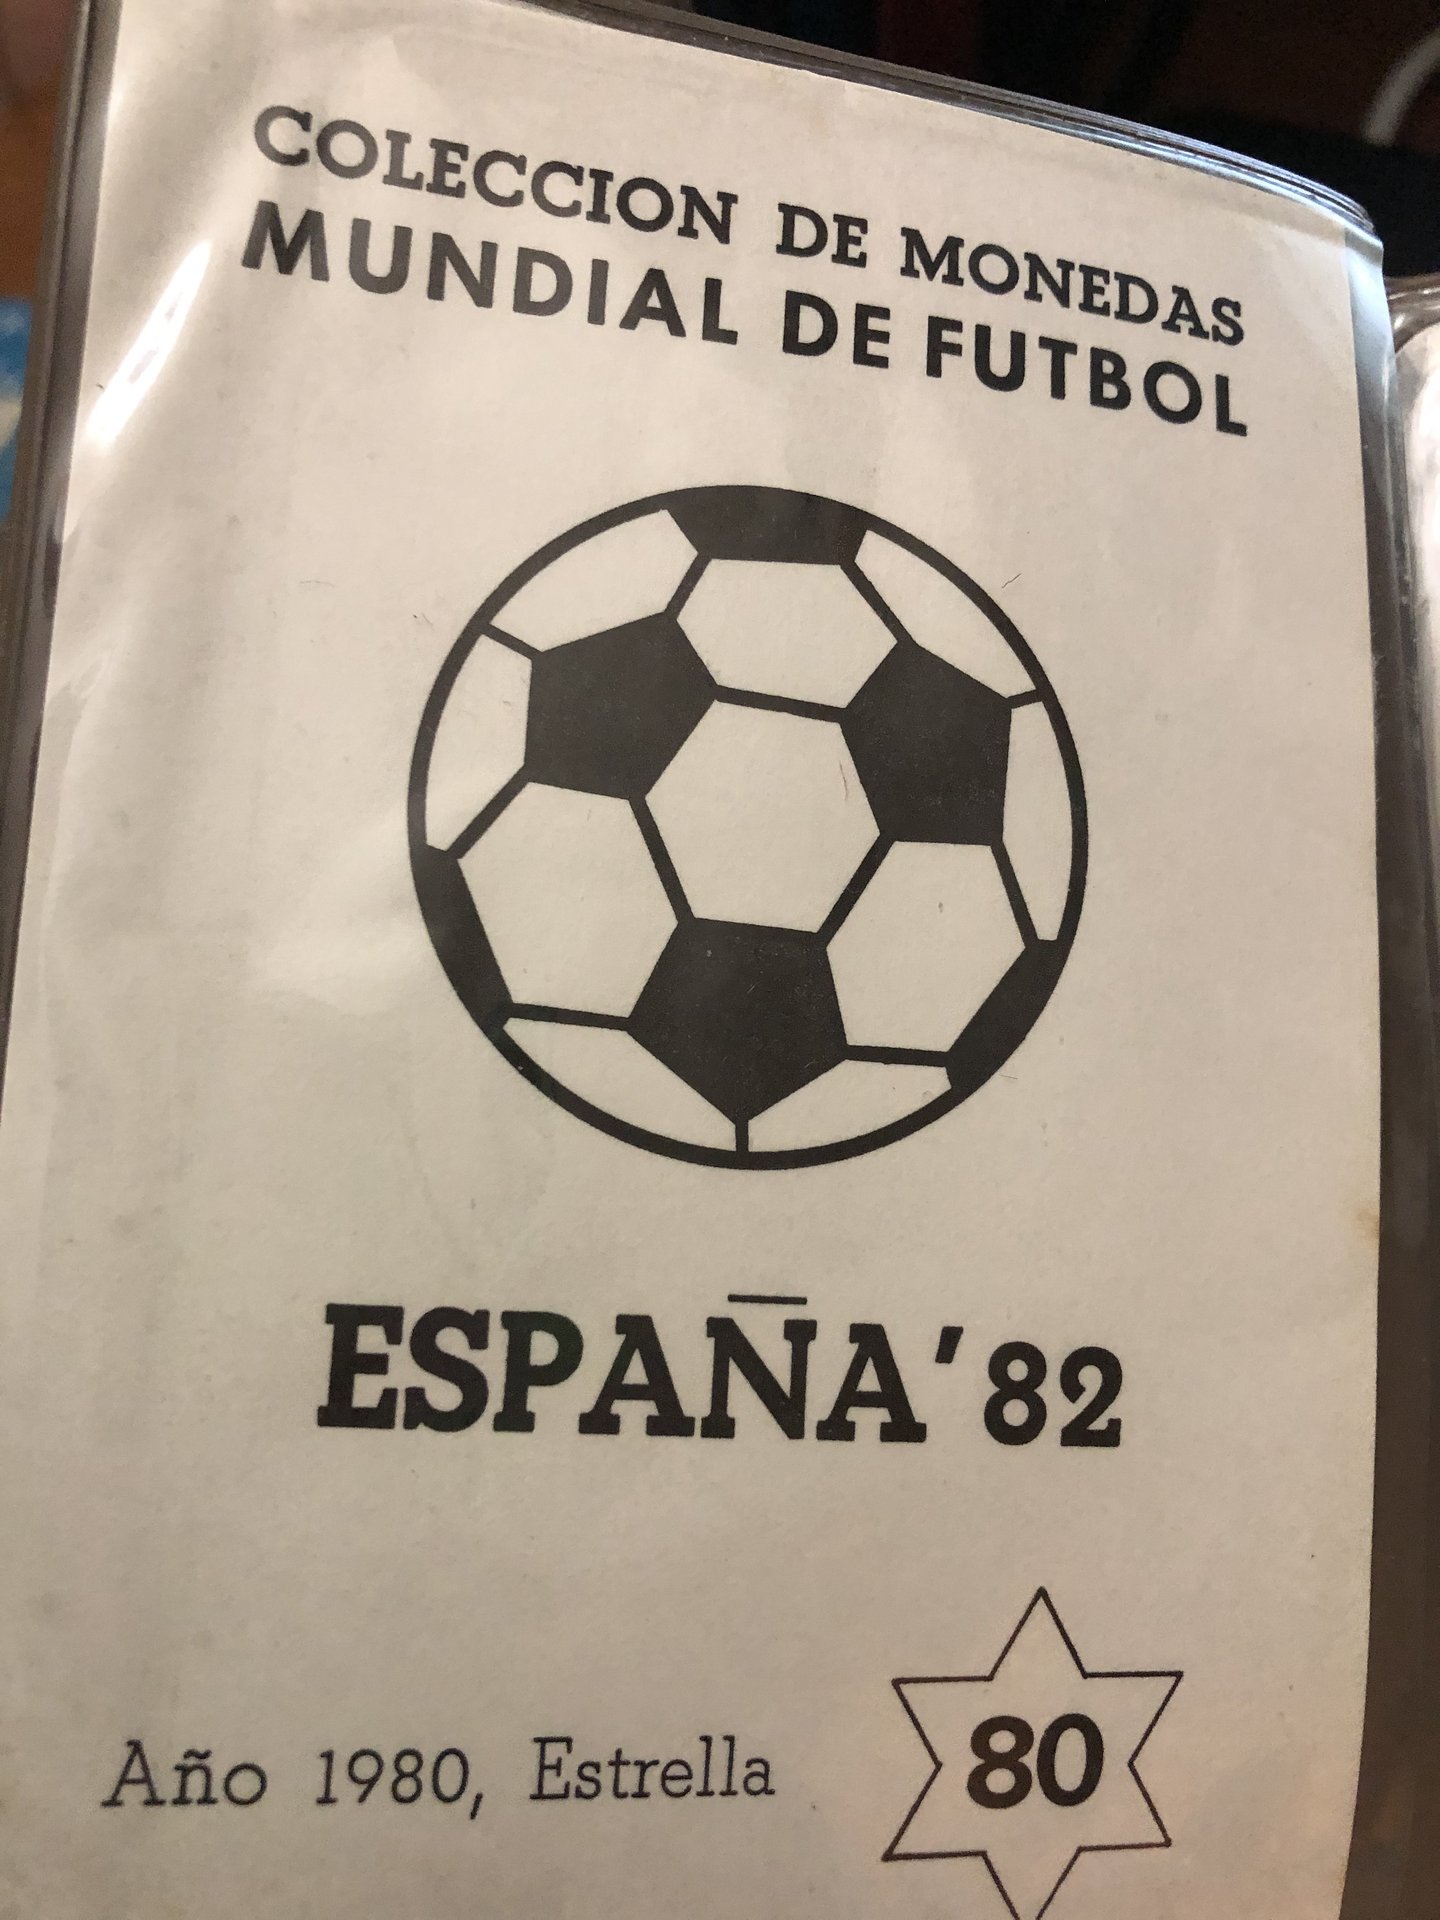 COLECCION DE MONEDAS
MUNDIAL DE FUTBOL
ESPAÑA'82
Año 1980, Estrella 80